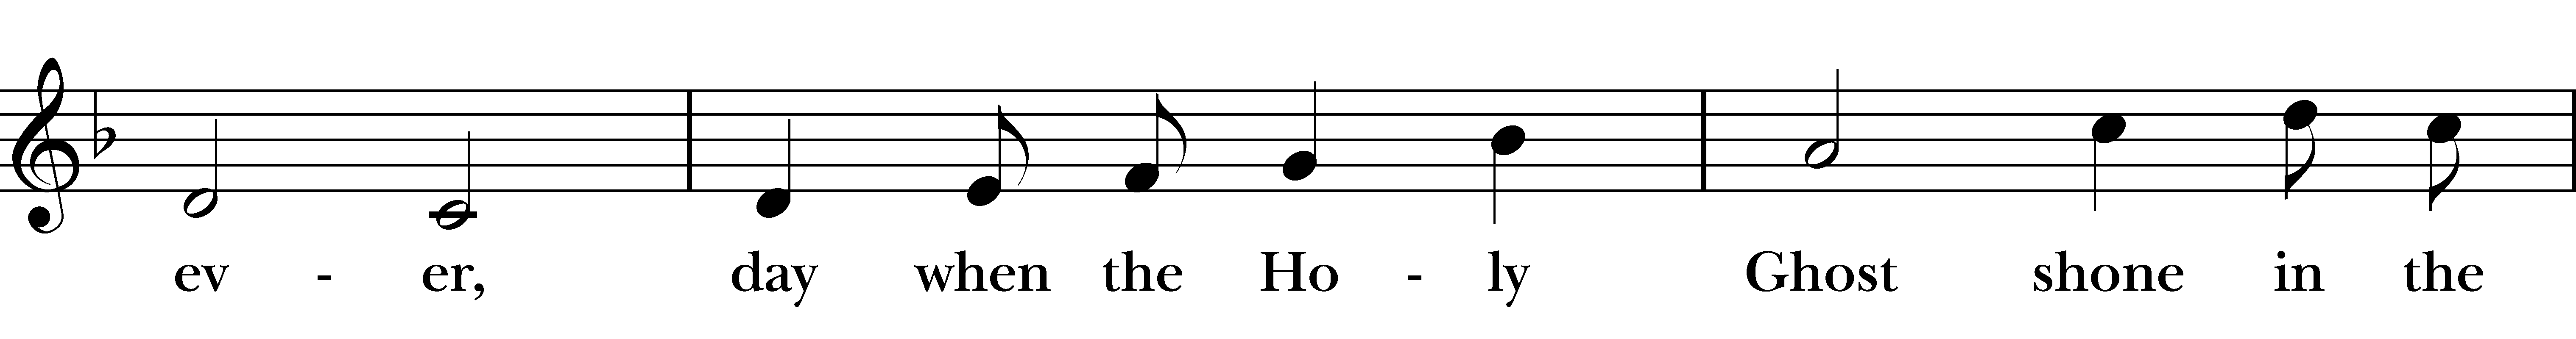 ev - er, day when the Ho - ly Ghost shone in the